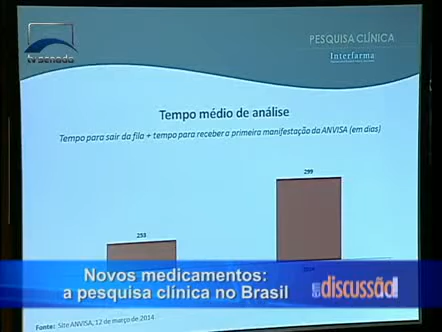 tv senado
PESQUISA CLÍNICA
Interfarma
Tempo médio de análise
Tempo para sair da fila + tempo para receber a primeira manifestação da ANVISA (em dias)
299
253
Novos medicamentos:
a pesquisa clínica no Brasil
em discussão!
Fonte: Site ANVISA, 12 de março de 2014